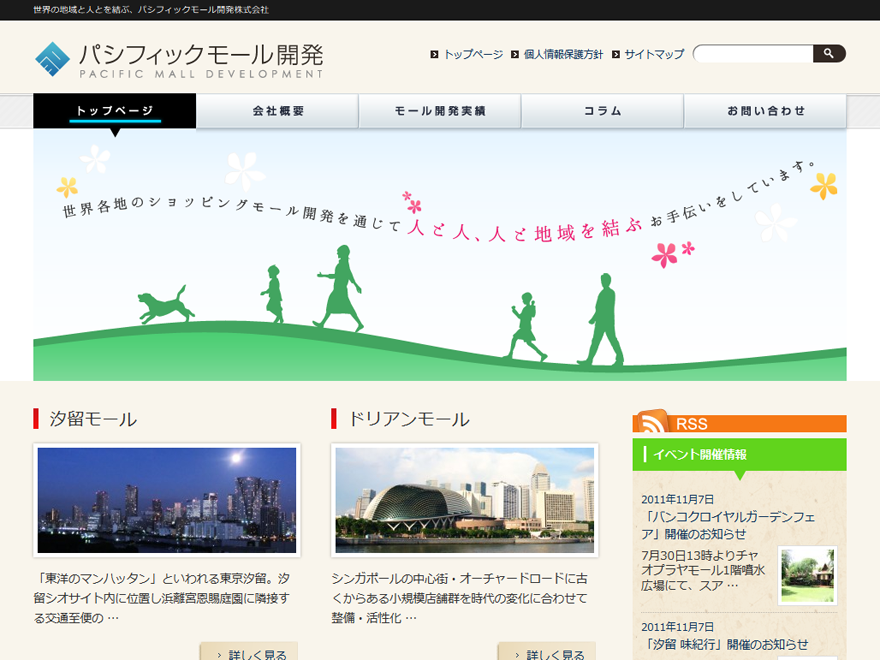 世界の地域と人とを結ぶ、パシフィックモール開発株式会社
パシフィックモール開発
PACIFIC MALL DEVELOPMENT
トップページ 個人情報保護方針 サイトマップ
トップページ 会社概要 モール開発実績 コラム お問い合わせ
世界各地のショッピングモール開発を通じて人と人、人と地域を結ぶお手伝いをしています。
汐留モール
「東洋のマンハッタン」といわれる東京汐留。汐
留シオサイト内に位置し浜離宮恩賜庭園に隣接す
る交通至便の …
詳しく見る
ドリアンモール
シンガポールの中心街・オーチャードロードに古
くからある小規模店舗群を時代の変化に合わせて
整備・活性化 …
詳しく見る
RSS
イベント開催情報
2011年11月7日
「バンコクロイヤルガーデンフェ
ア」開催のお知らせ
7月30日13時よりチャ
オプラヤモール1階噴水
広場にて、スア …
2011年11月7日
「汐留 味紀行」開催のお知らせ